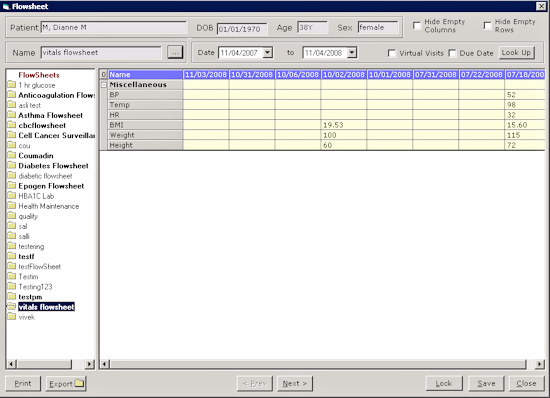 Flowsheet
Patient M, Dianne M DOB 01/01/1970 Age 38Y Sex female Hide Empty Columns Hide Empty Rows
Name vitals flowsheet ... Date 11/04/2007 to 11/04/2008 Virtual Visits Due Date Look Up
FlowSheets
1 hr glucose
Anticoagulation Flows
asli test
Asthma Flowsheet
cbcflowsheet
Cell Cancer Surveillar
cou
Coumadin
Diabetes Flowsheet
diabetic flowsheet
Epogen Flowsheet
HBA1C Lab
Health Maintenance
quality
sal
salli
testering
testf
testFlowSheet
Testim
Testing123
testpm
vitals flowsheet
vivek
Name 11/03/2008 10/31/2008 10/06/2008 10/02/2008 10/01/2008 07/31/2008 07/22/2008 07/18/200
Miscellaneous
BP 52
Temp 98
HR 32
BMI 19.53 15.60
Weight 100 115
Height 60 72
Print Export < Prev Next > Lock Save Close